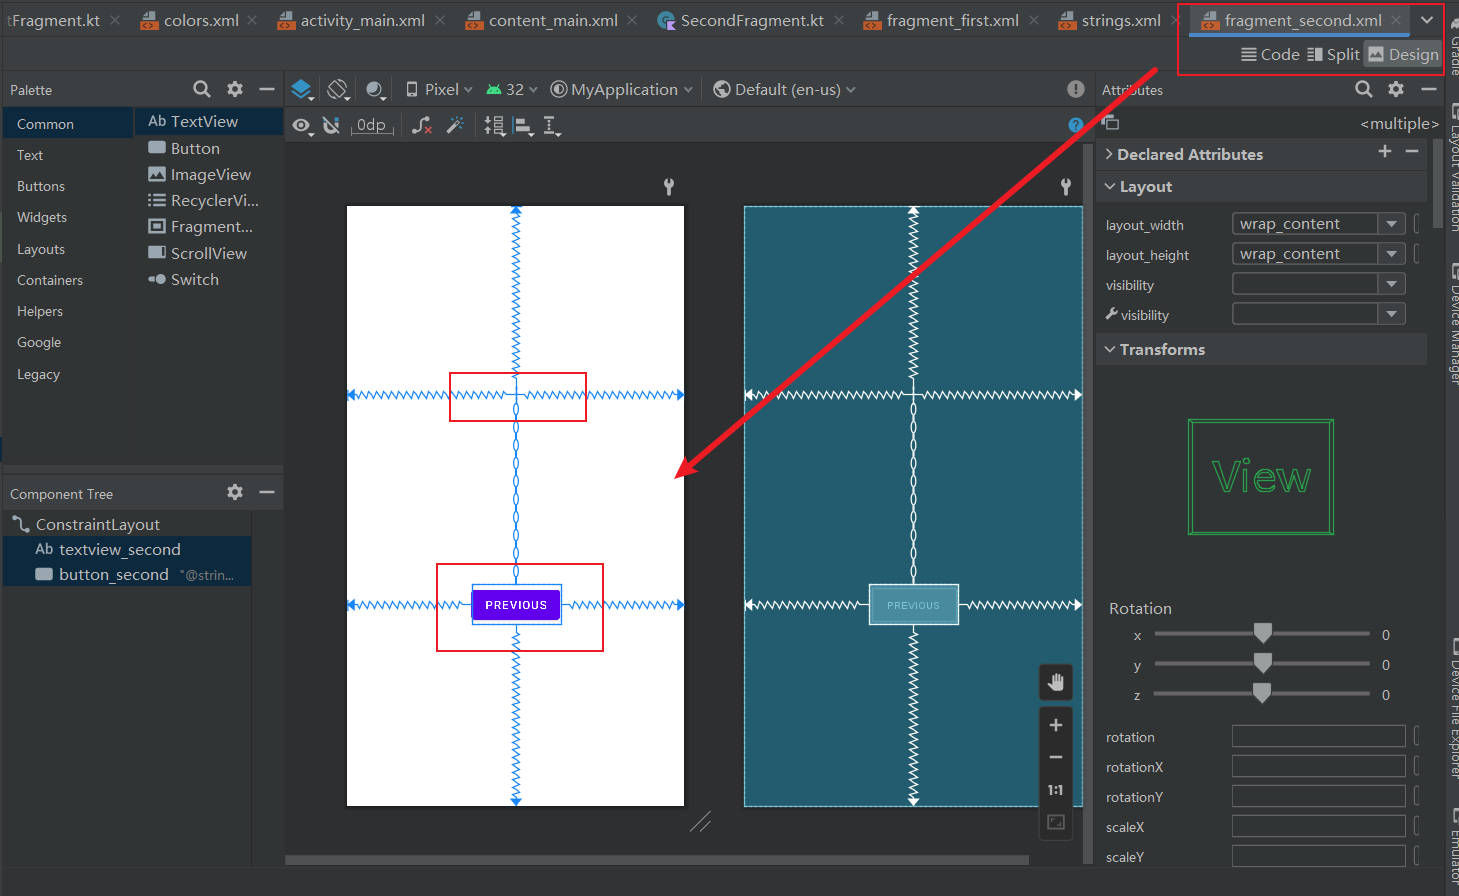 tFragment.kt colors.xml activity_main.xml content_main.xml SecondFragment.kt fragment_first.xml strings.xml fragment_second.xml
Code Split Design
Gradle
Palette
Pixel 32 MyApplication Default (en-us)
Attributes
0dp
?
<multiple>
Common
Text
Buttons
Widgets
Layouts
Containers
Helpers
Google
Legacy
Ab TextView
Button
ImageView
RecyclerVi...
Fragment...
ScrollView
Switch
Component Tree
ConstraintLayout
Ab textview_second
button_second "@strin...
PREVIOUS
PREVIOUS
1:1
Declared Attributes
Layout
layout_width wrap_content
layout_height wrap_content
visibility
visibility
Transforms
View
Rotation
x 0
y 0
z 0
rotation
rotationX
rotationY
scaleX
scaleY
Layout Validation
Device Manager
Device File Explorer
Emulator